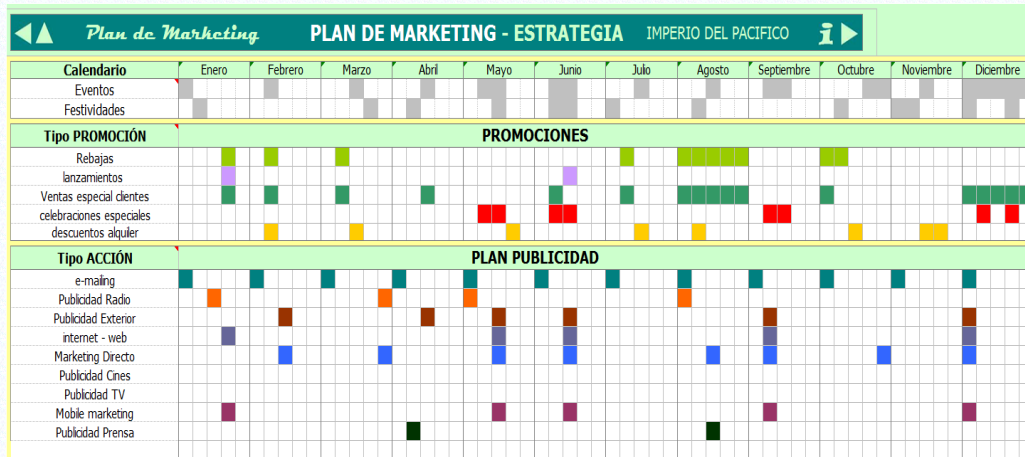 Plan de Marketing PLAN DE MARKETING - ESTRATEGIA IMPERIO DEL PACIFICO i
Calendario Enero Febrero Marzo Abril Mayo Junio Julio Agosto Septiembre Octubre Noviembre Diciembre
Eventos
Festividades
Tipo PROMOCIÓN PROMOCIONES
Rebajas
lanzamientos
Ventas especial clientes
celebraciones especiales
descuentos alquiler
Tipo ACCIÓN PLAN PUBLICIDAD
e-mailing
Publicidad Radio
Publicidad Exterior
internet - web
Marketing Directo
Publicidad Cines
Publicidad TV
Mobile marketing
Publicidad Prensa